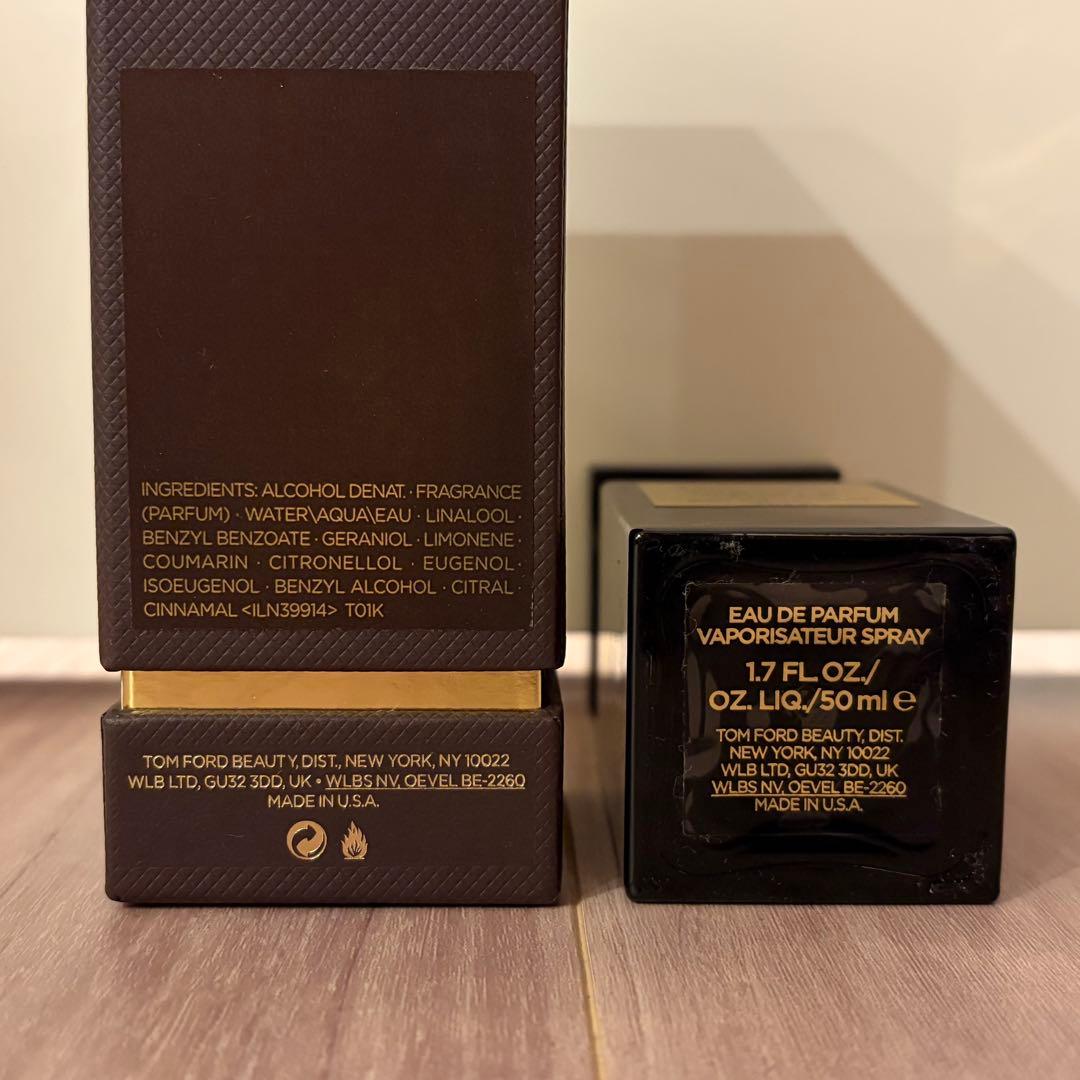 INGREDIENTS: ALCOHOL DENAT. · FRAGRANCE
(PARFUM) · WATER\AQUA\EAU · LINALOOL ·
BENZYL BENZOATE · GERANIOL · LIMONENE ·
COUMARIN · CITRONELLOL · EUGENOL ·
ISOEUGENOL · BENZYL ALCOHOL · CITRAL ·
CINNAMAL <ILN39914> T01K
TOM FORD BEAUTY, DIST., NEW YORK, NY 10022
WLB LTD, GU32 3DD, UK • WLBS NV, OEVEL BE-2260
MADE IN U.S.A.
EAU DE PARFUM
VAPORISATEUR SPRAY
1.7 FL. OZ./
OZ. LIQ./50 ml ℮
TOM FORD BEAUTY, DIST.
NEW YORK, NY 10022
WLB LTD, GU32 3DD, UK
WLBS NV, OEVEL BE-2260
MADE IN U.S.A.